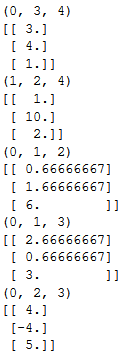 (0, 3, 4)
[[ 3.]
 [ 4.]
 [ 1.]]
(1, 2, 4)
[[  1.]
 [ 10.]
 [  2.]]
(0, 1, 2)
[[ 0.66666667]
 [ 1.66666667]
 [ 6.        ]]
(0, 1, 3)
[[ 2.66666667]
 [ 0.66666667]
 [ 3.        ]]
(0, 2, 3)
[[ 4.]
 [-4.]
 [ 5.]]